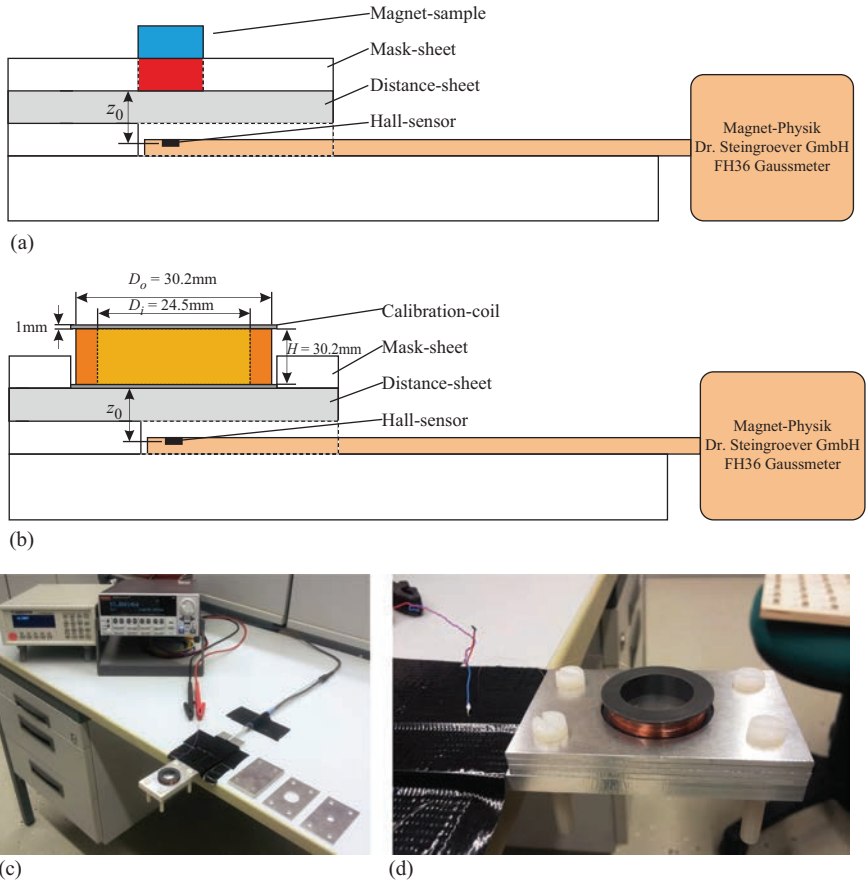 Magnet-sample
Mask-sheet
Distance-sheet
z0
Hall-sensor
Magnet-Physik
Dr. Steingroever GmbH
FH36 Gaussmeter
(a)
Do = 30.2mm
Di = 24.5mm
1mm
Calibration-coil
H = 30.2mm
Mask-sheet
Distance-sheet
z0
Hall-sensor
Magnet-Physik
Dr. Steingroever GmbH
FH36 Gaussmeter
(b)
(c)
(d)